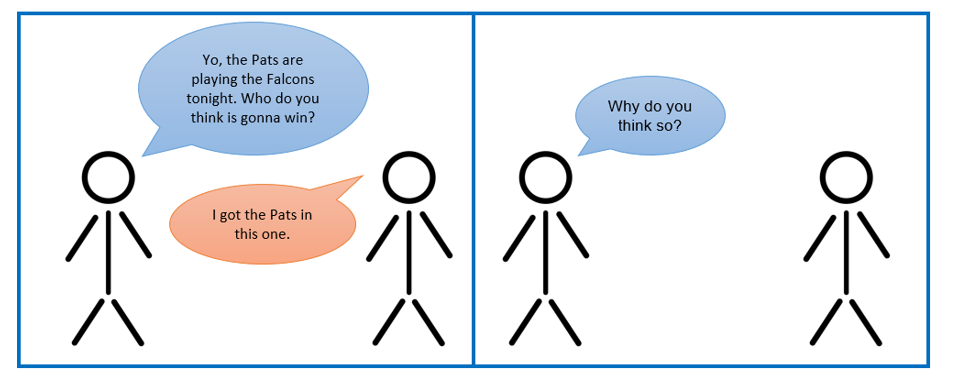 Yo, the Pats are
playing the Falcons
tonight. Who do you
think is gonna win?
I got the Pats in
this one.
Why do you
think so?